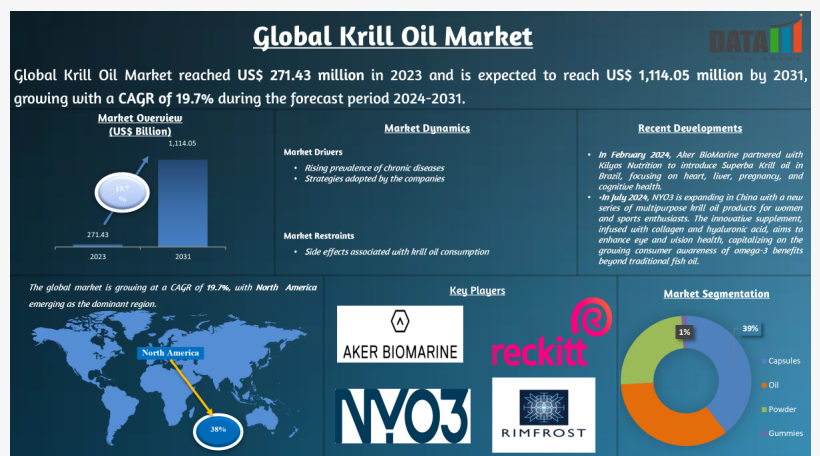 Global Krill Oil Market
DATA
Global Krill Oil Market reached US$ 271.43 million in 2023 and is expected to reach US$ 1,114.05 million by 2031,
growing with a CAGR of 19.7% during the forecast period 2024-2031.
Market Overview
(US$ Billion)
1,114.05
19.7
%
271.43
2023
2031
Market Dynamics
Market Drivers
• Rising prevalence of chronic diseases
• Strategies adopted by the companies
Market Restraints
• Side effects associated with krill oil consumption
Recent Developments
• In February 2024, Aker BioMarine partnered with
Kilyos Nutrition to introduce Superba Krill oil in
Brazil, focusing on heart, liver, pregnancy, and
cognitive health.
• •In July 2024, NYO3 is expanding in China with a new
series of multipurpose krill oil products for women
and sports enthusiasts. The innovative supplement,
infused with collagen and hyaluronic acid, aims to
enhance eye and vision health, capitalizing on the
growing consumer awareness of omega-3 benefits
beyond traditional fish oil.
The global market is growing at a CAGR of 19.7%, with North America
emerging as the dominant region.
North America
38%
Key Players
AKER BIOMARINE
reckitt
NYO3
RIMFROST
Market Segmentation
1%
39%
Capsules
Oil
Powder
Gummies